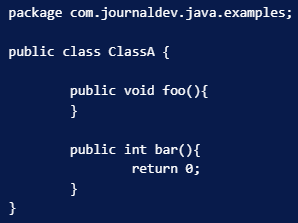 package com.journaldev.java.examples;
public class ClassA {
public void foo(){
}
public int bar(){
return 0;
}
}